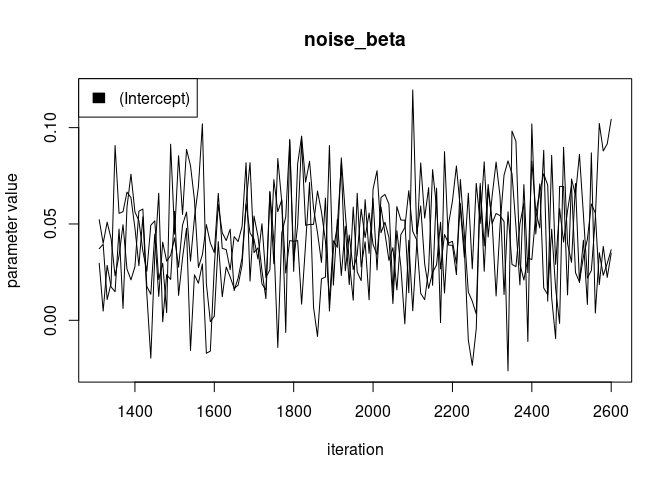 noise_beta
(Intercept)
parameter value
0.10
0.05
0.00
1400 1600 1800 2000 2200 2400 2600
iteration